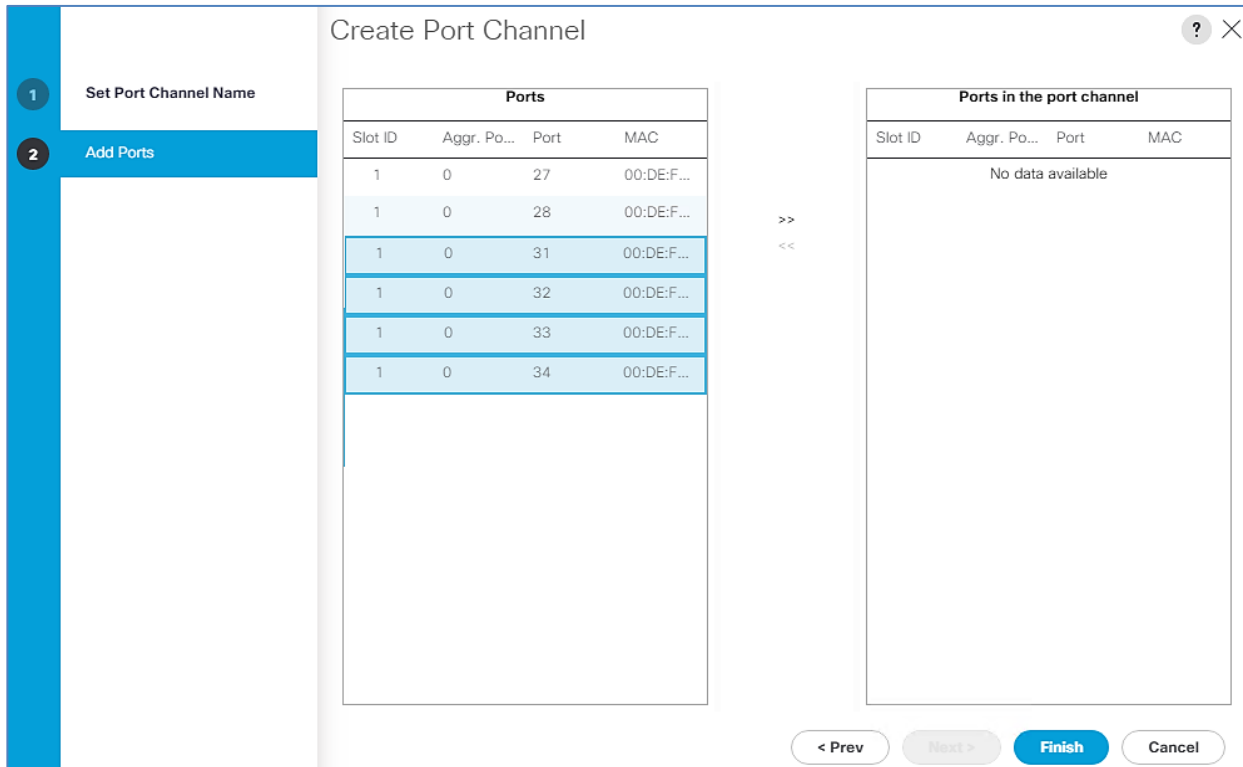 Create Port Channel
?
1 Set Port Channel Name
2 Add Ports
Ports
Slot ID Aggr. Po... Port MAC
1 0 27 00:DE:F...
1 0 28 00:DE:F...
1 0 31 00:DE:F...
1 0 32 00:DE:F...
1 0 33 00:DE:F...
1 0 34 00:DE:F...
>>
<<
Ports in the port channel
Slot ID Aggr. Po... Port MAC
No data available
< Prev Next > Finish Cancel